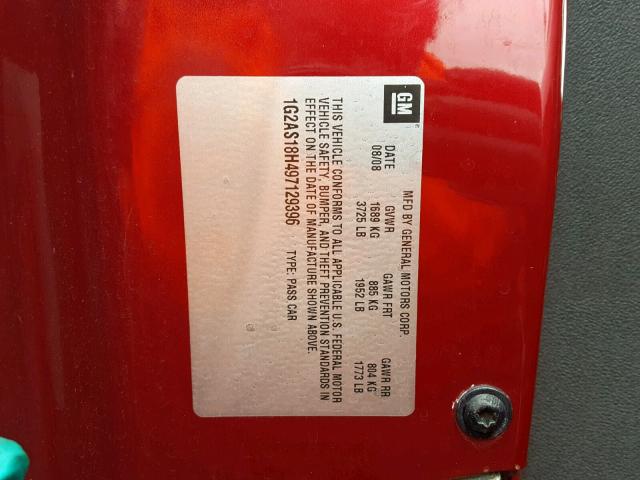 GM
MFD BY GENERAL MOTORS CORP.
DATE GVWR GAWR FRT GAWR RR
08/08 1689 KG 885 KG 804 KG
3725 LB 1952 LB 1773 LB
THIS VEHICLE CONFORMS TO ALL APPLICABLE U.S. FEDERAL MOTOR
VEHICLE SAFETY, BUMPER, AND THEFT PREVENTION STANDARDS IN
EFFECT ON THE DATE OF MANUFACTURE SHOWN ABOVE.
1G2AS18H497129396 TYPE: PASS CAR